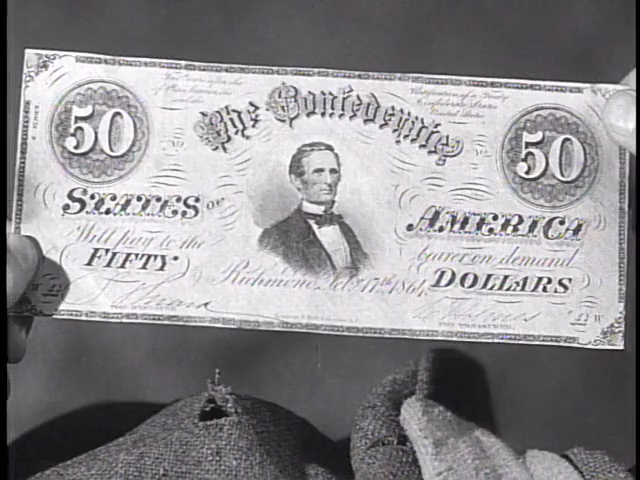 50
The Confederate
50
STATES OF
AMERICA
Will pay to the
bearer on demand
FIFTY
DOLLARS
Richmond, Feby 17th 1864